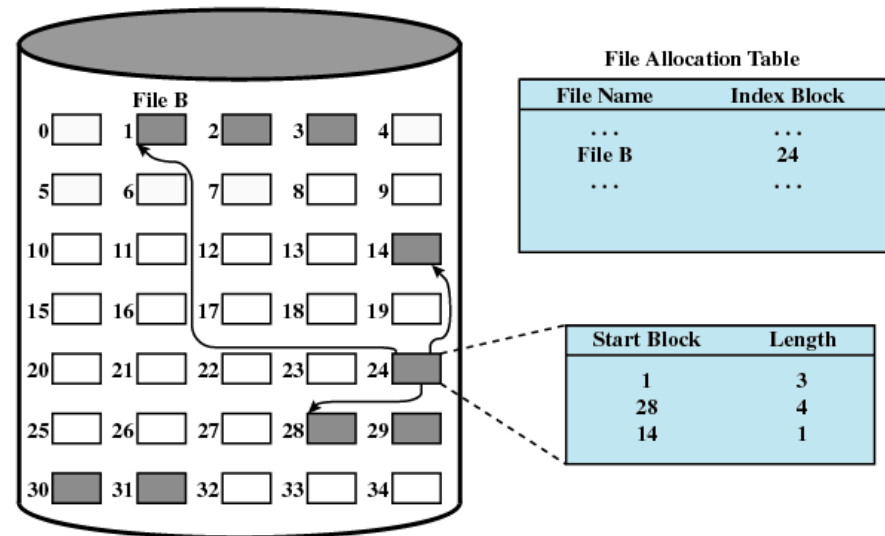 File B
0 1 2 3 4
5 6 7 8 9
10 11 12 13 14
15 16 17 18 19
20 21 22 23 24
25 26 27 28 29
30 31 32 33 34
File Allocation Table
File Name Index Block
... ...
File B 24
... ...
Start Block Length
1 3
28 4
14 1